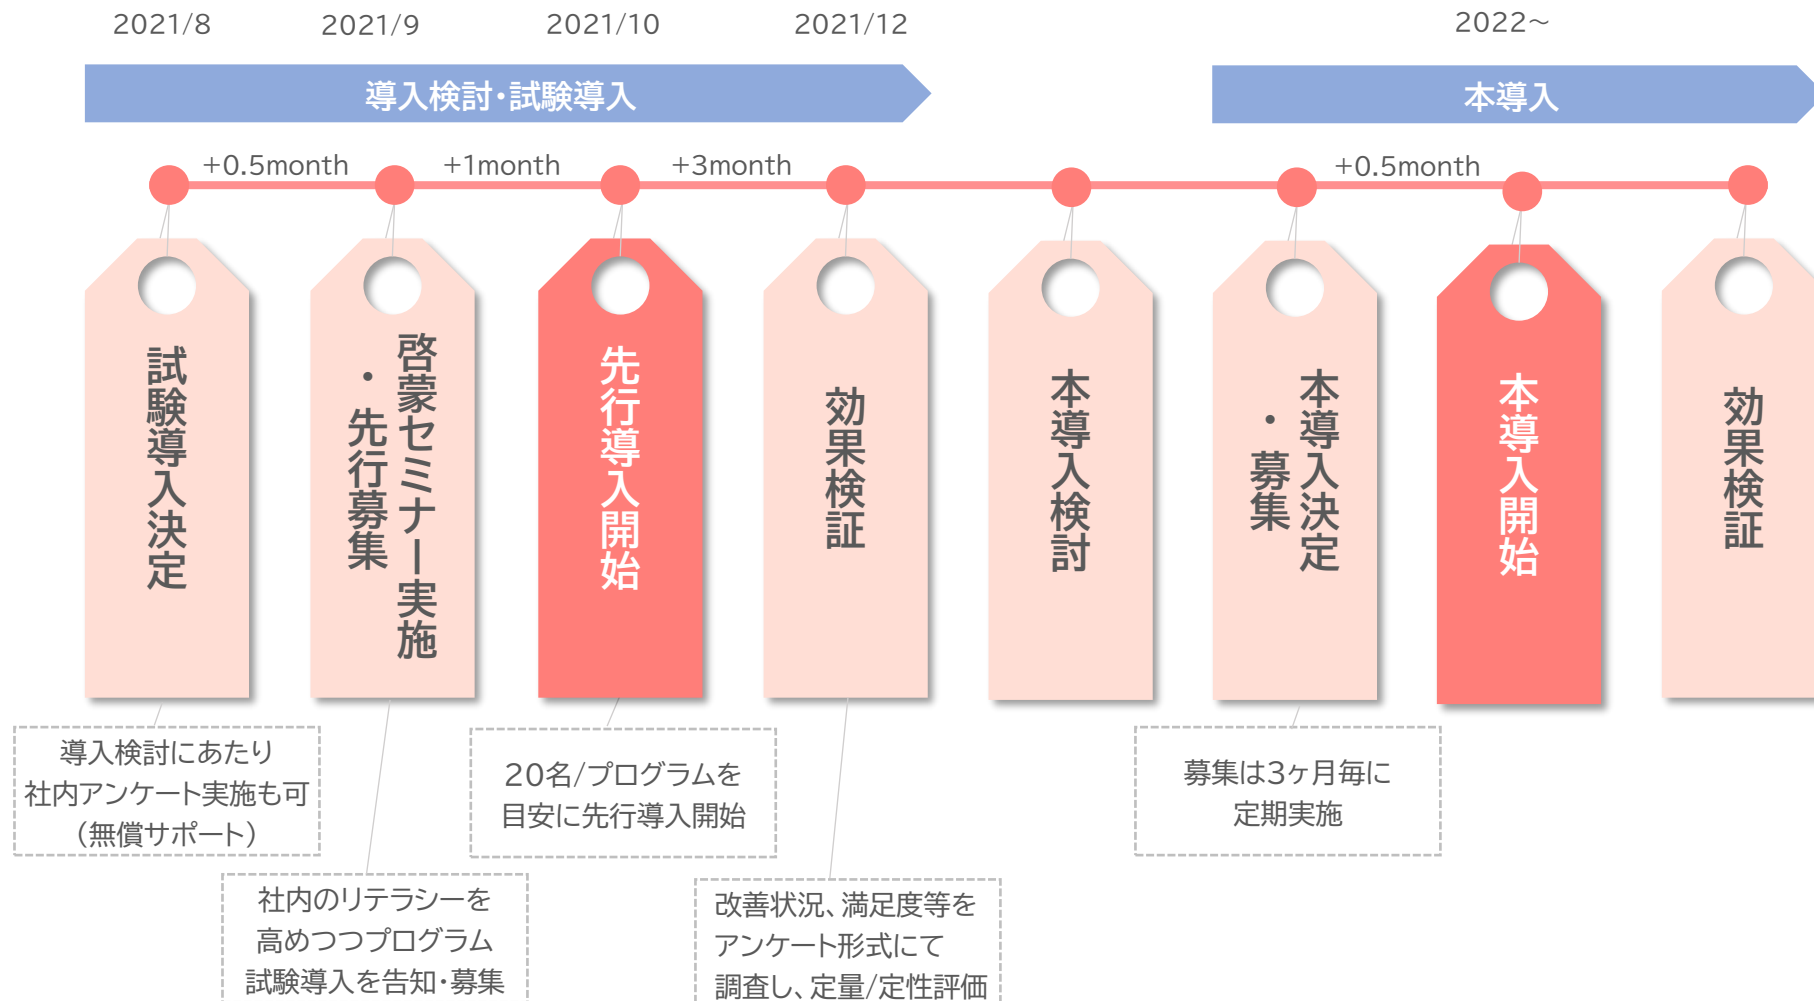 2021/8
2021/9
2021/10
2021/12
2022~
導入検討・試験導入
本導入
+0.5month
+1month
+3month
+0.5month
試験導入決定
啓蒙セミナー実施
・先行募集
先行導入開始
効果検証
本導入検討
本導入決定
・募集
本導入開始
効果検証
導入検討にあたり
社内アンケート実施も可
(無償サポート)
社内のリテラシーを
高めつつプログラム
試験導入を告知・募集
20名/プログラムを
目安に先行導入開始
改善状況、満足度等を
アンケート形式にて
調査し、定量/定性評価
募集は3ヶ月毎に
定期実施